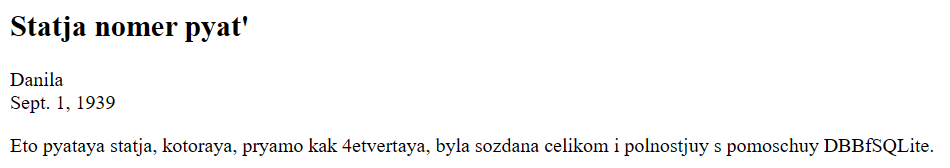 Statja nomer pyat'
Danila
Sept. 1, 1939
Eto pyataya statja, kotoraya, pryamo kak 4etvertaya, byla sozdana celikom i polnostjuy s pomoschuy DBBfSQLite.